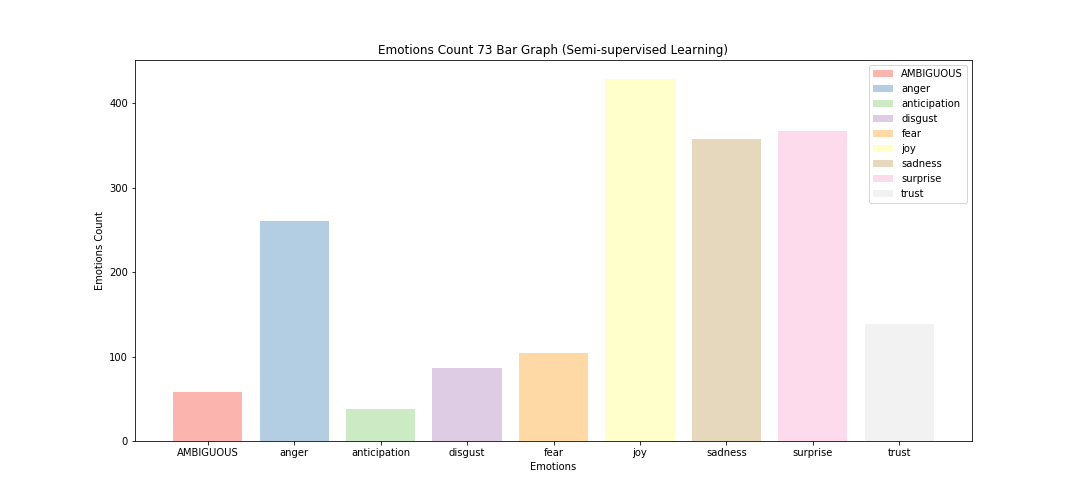 Emotions Count 73 Bar Graph (Semi-supervised Learning)
AMBIGUOUS
anger
anticipation
disgust
fear
joy
sadness
surprise
trust
400
300
200
100
0
Emotions Count
AMBIGUOUS anger anticipation disgust fear joy sadness surprise trust
Emotions